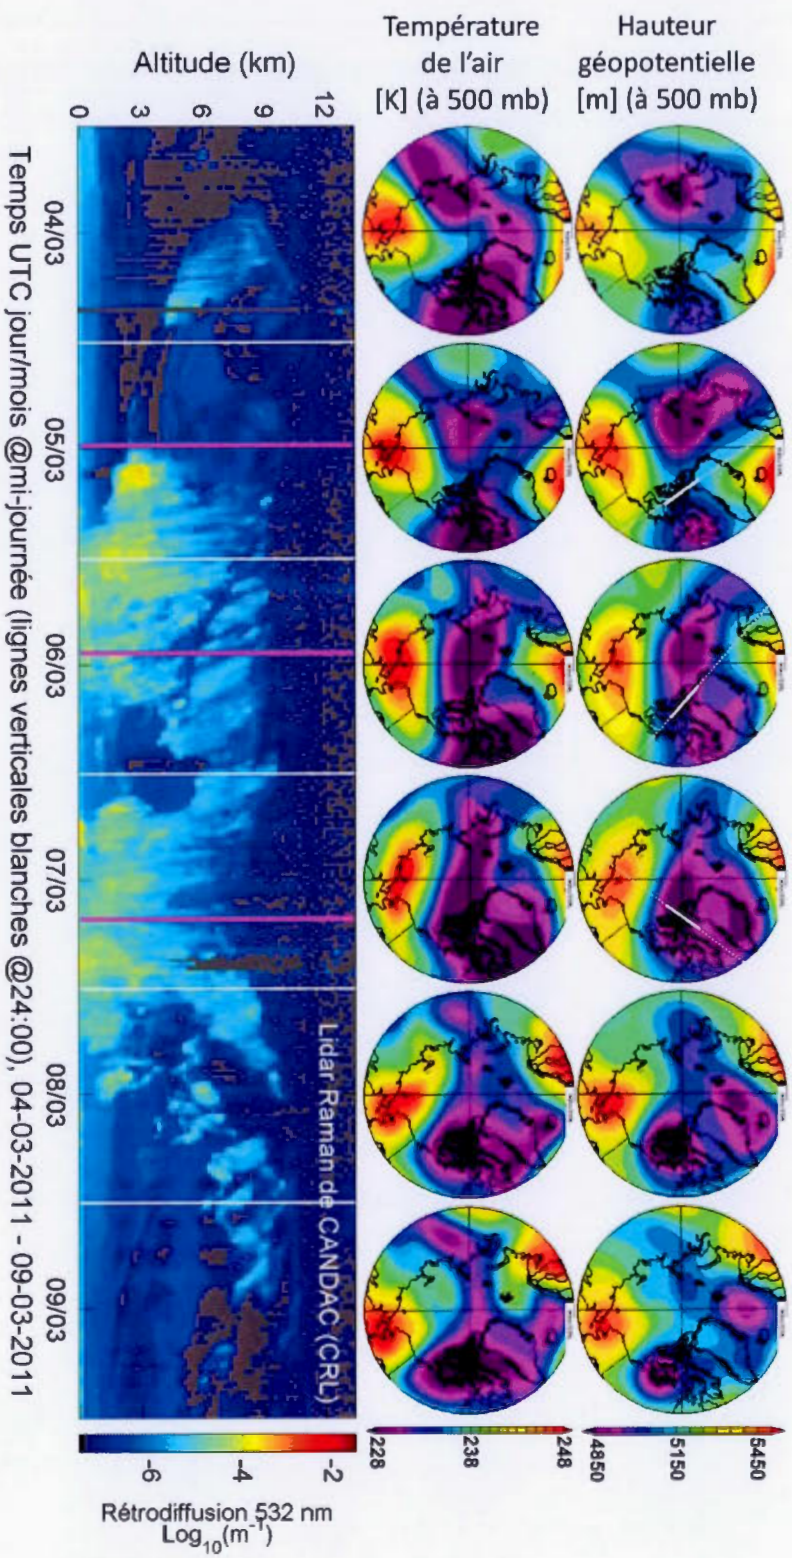 Température
de l'air
[K] (à 500 mb)
Hauteur
géopotentielle
[m] (à 500 mb)
5450
5150
4850
248
238
228
Altitude (km)
12
9
6
3
0
Lidar Raman de CANDAC (CRL)
04/03
05/03
06/03
07/03
08/03
09/03
Temps UTC jour/mois @mi-journée (lignes verticales blanches @24:00), 04-03-2011 - 09-03-2011
-2
-4
-6
Rétrodiffusion 532 nm
Log10(m-1)